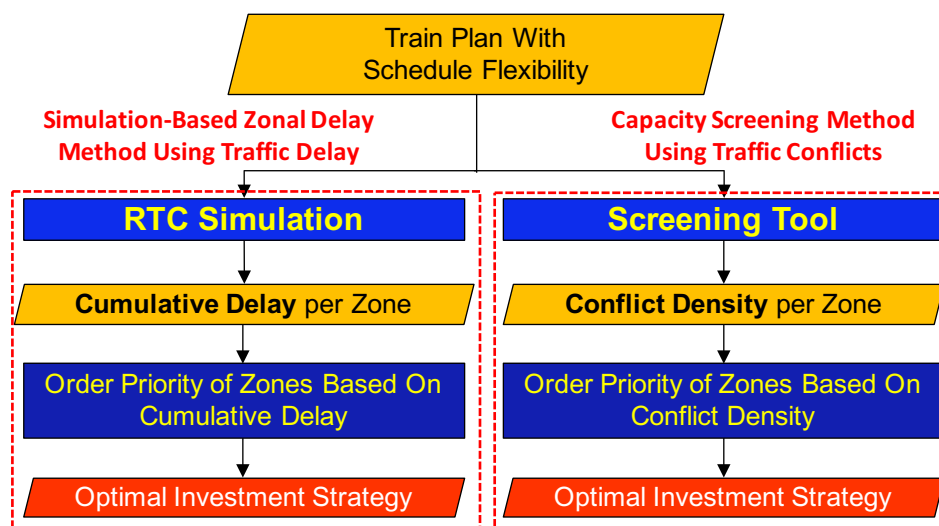 Train Plan With
Schedule Flexibility
Simulation-Based Zonal Delay
Method Using Traffic Delay
Capacity Screening Method
Using Traffic Conflicts
RTC Simulation
Cumulative Delay per Zone
Order Priority of Zones Based On
Cumulative Delay
Optimal Investment Strategy
Screening Tool
Conflict Density per Zone
Order Priority of Zones Based On
Conflict Density
Optimal Investment Strategy